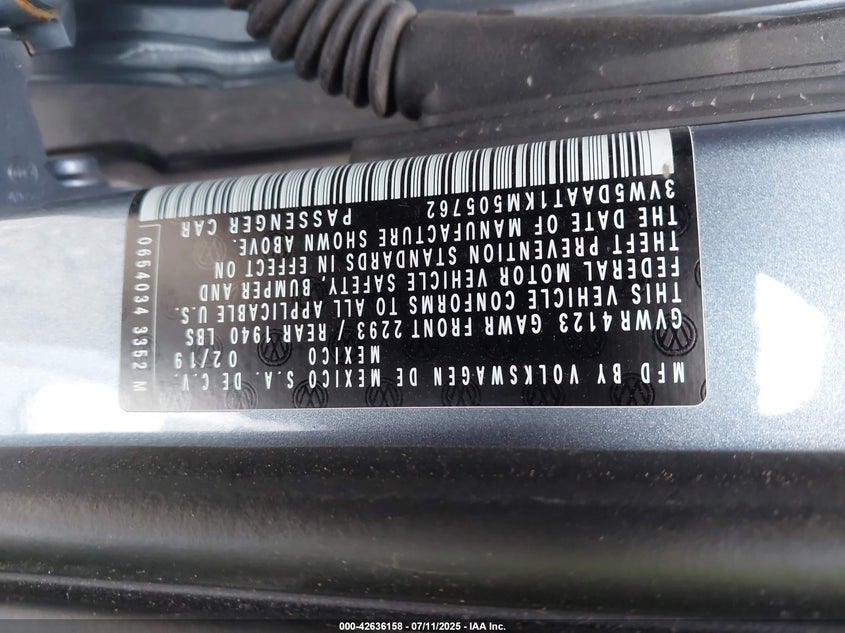 MFD BY VOLKSWAGEN DE MEXICO S.A. DE C.V.
MEXICO 02/19
GVWR 4123 GAWR FRONT 2293 / REAR 1940 LBS
THIS VEHICLE CONFORMS TO ALL APPLICABLE U.S.
FEDERAL MOTOR VEHICLE SAFETY, BUMPER AND
THEFT PREVENTION STANDARDS IN EFFECT ON
THE DATE OF MANUFACTURE SHOWN ABOVE.
3VW5DAAT1KM505762 PASSENGER CAR
0654034 3352 M
000-42636158 - 07/11/2025 - IAA Inc.